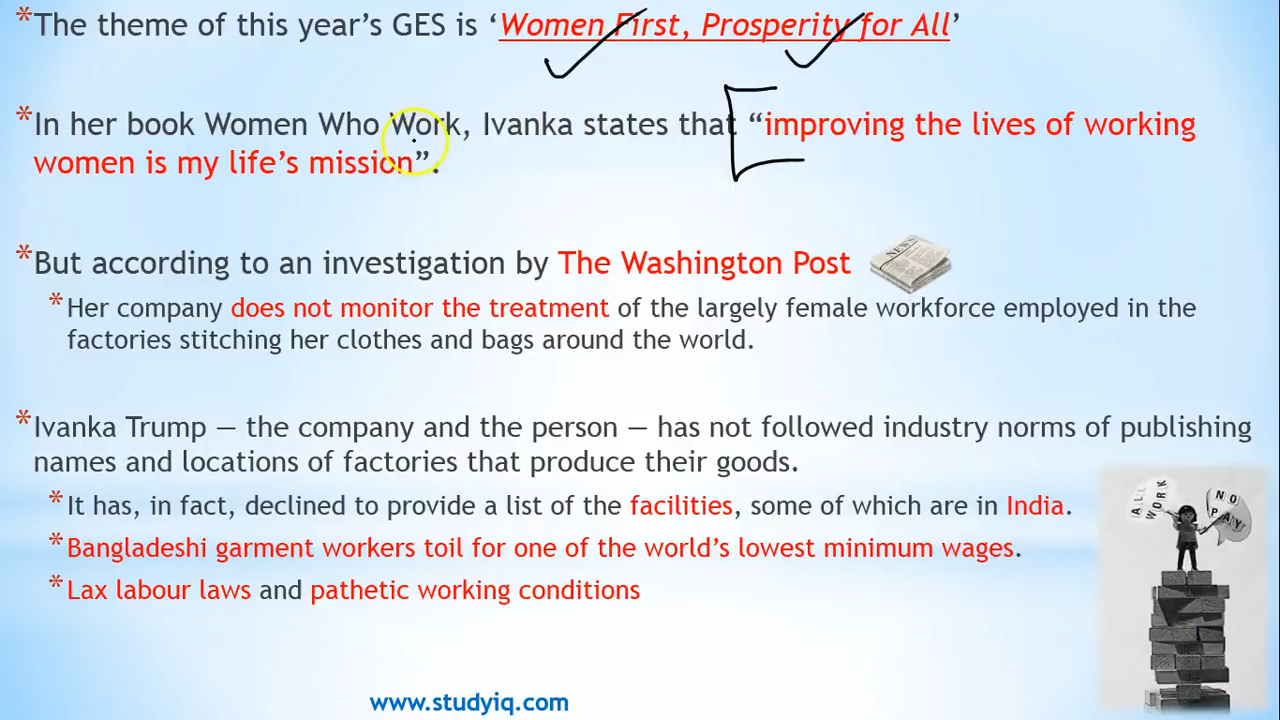 * The theme of this year’s GES is ‘Women First, Prosperity for All’
* In her book Women Who Work, Ivanka states that “improving the lives of working
women is my life’s mission”.
* But according to an investigation by The Washington Post
NEWS
* Her company does not monitor the treatment of the largely female workforce employed in the
factories stitching her clothes and bags around the world.
* Ivanka Trump — the company and the person — has not followed industry norms of publishing
names and locations of factories that produce their goods.
* It has, in fact, declined to provide a list of the facilities, some of which are in India.
* Bangladeshi garment workers toil for one of the world’s lowest minimum wages.
* Lax labour laws and pathetic working conditions
ALL
WORK
NO
PAY
www.studyiq.com